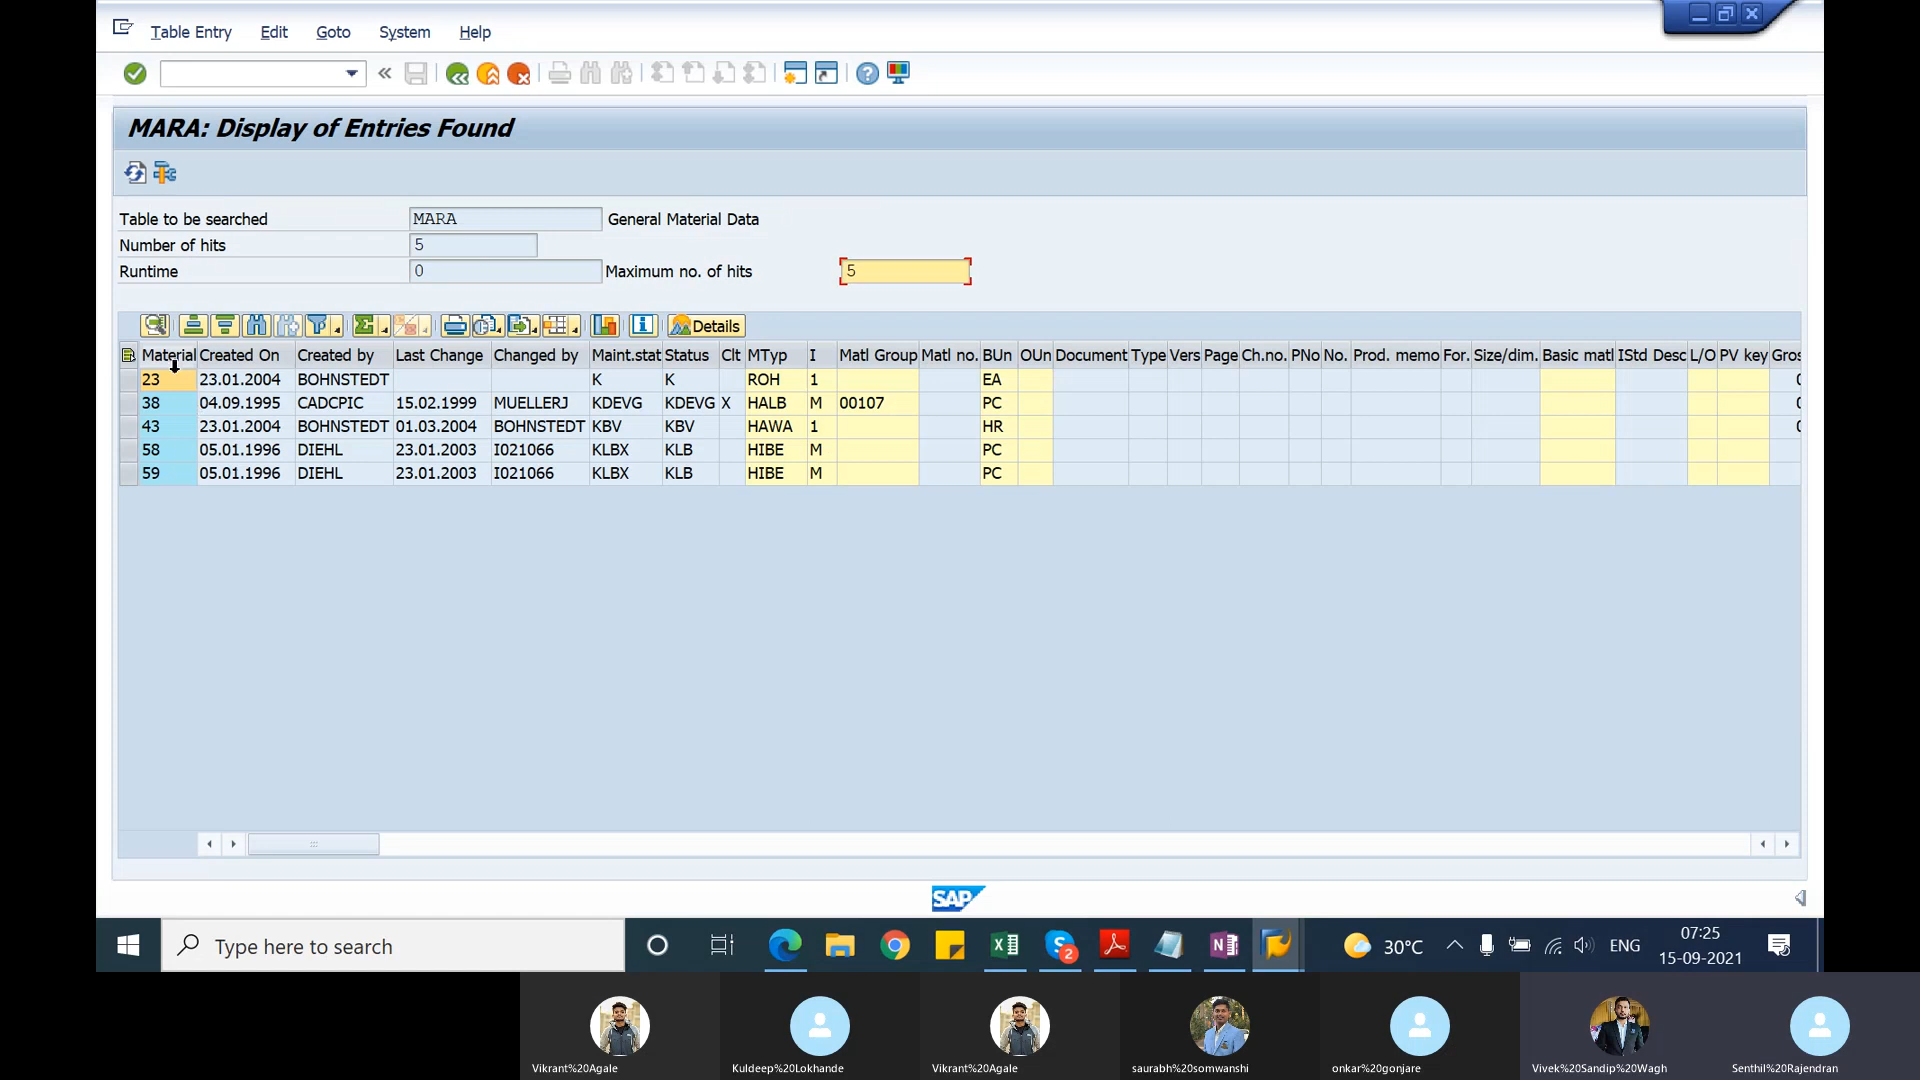 Table Entry Edit Goto System Help
MARA: Display of Entries Found
Table to be searched MARA General Material Data
Number of hits 5
Runtime 0 Maximum no. of hits 5
Details
Material Created On Created by Last Change Changed by Maint.stat Status Clt MTyp I Matl Group Matl no. BUn OUn Document Type Vers Page Ch.no. PNo No. Prod. memo For. Size/dim. Basic matl IStd Desc L/O PV key Gros
23 23.01.2004 BOHNSTEDT K K ROH 1 EA 0
38 04.09.1995 CADCPIC 15.02.1999 MUELLERJ KDEVG KDEVG X HALB M 00107 PC 0
43 23.01.2004 BOHNSTEDT 01.03.2004 BOHNSTEDT KBV KBV HAWA 1 HR 0
58 05.01.1996 DIEHL 23.01.2003 I021066 KLBX KLB HIBE M PC
59 05.01.1996 DIEHL 23.01.2003 I021066 KLBX KLB HIBE M PC
SAP
Type here to search
2
30°C
ENG
07:25
15-09-2021
Vikrant%20Agale Kuldeep%20Lokhande Vikrant%20Agale saurabh%20somwanshi onkar%20gonjare Vivek%20Sandip%20Wagh Senthil%20Rajendran